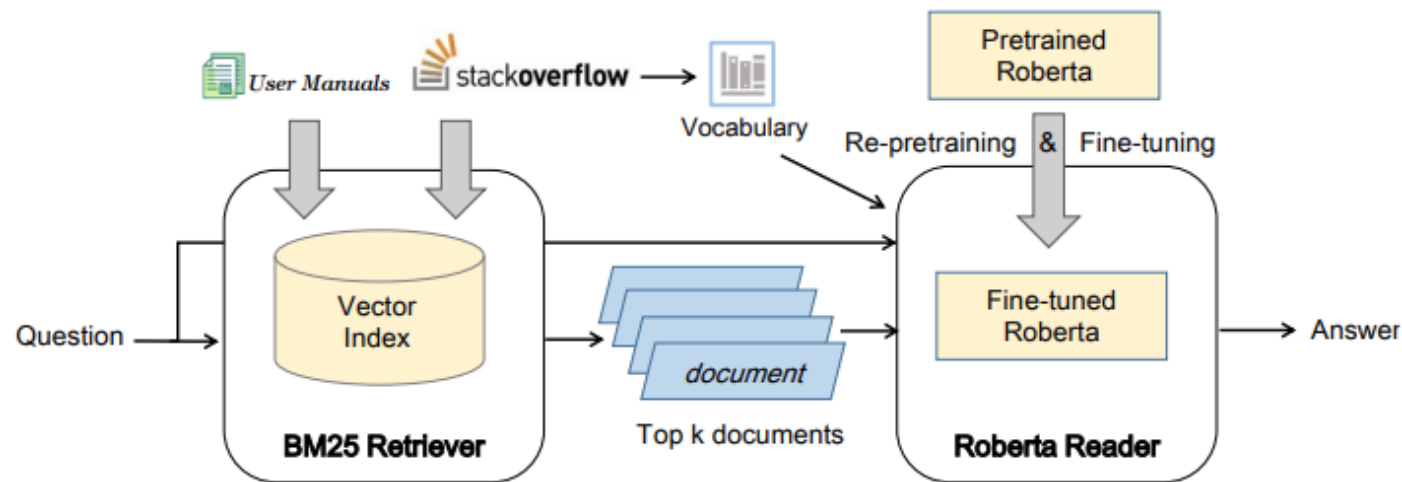 User Manuals
stackoverflow
Vocabulary
Pretrained
Roberta
Re-pretraining & Fine-tuning
Question
Vector
Index
BM25 Retriever
document
Top k documents
Fine-tuned
Roberta
Roberta Reader
Answer